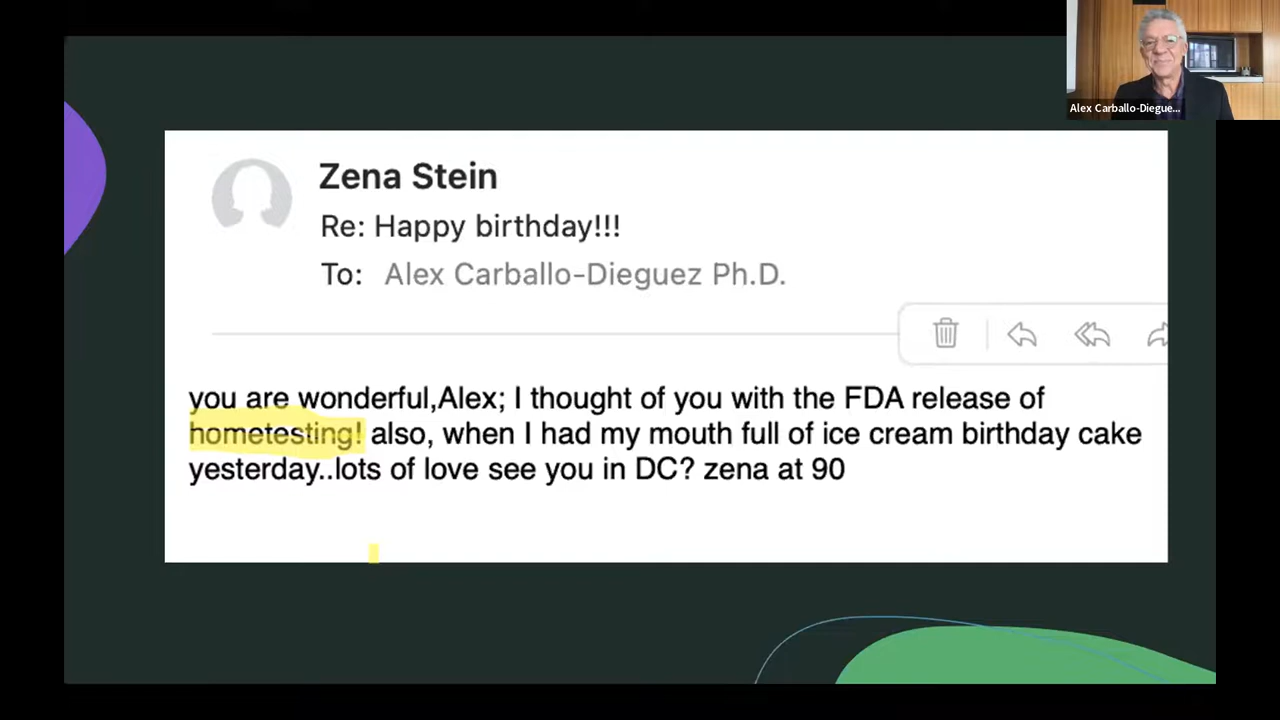 Alex Carballo-Diegue...
Zena Stein
Re: Happy birthday!!!
To: Alex Carballo-Dieguez Ph.D.
you are wonderful,Alex; I thought of you with the FDA release of
hometesting! also, when I had my mouth full of ice cream birthday cake
yesterday..lots of love see you in DC? zena at 90